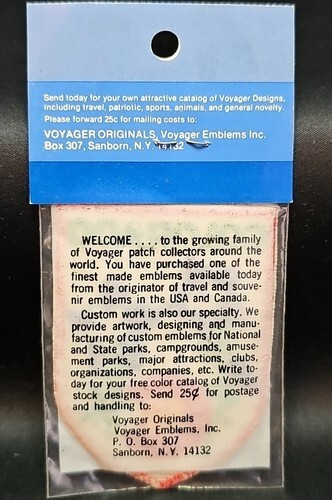 Send today for your own attractive catalog of Voyager Designs,
including travel, patriotic, sports, animals, and general novelty.
Please forward 25c for mailing costs to:
VOYAGER ORIGINALS, Voyager Emblems Inc.
Box 307, Sanborn, N.Y. 14132
WELCOME . . . . to the growing family
of Voyager patch collectors around the
world. You have purchased one of the
finest made emblems available today
from the originator of travel and souve-
nir emblems in the USA and Canada.
Custom work is also our specialty. We
provide artwork, designing and manu-
facturing of custom emblems for National
and State parks, campgrounds, amuse-
ment parks, major attractions, clubs,
organizations, companies, etc. Write to-
day for your free color catalog of Voyager
stock designs. Send 25¢ for postage
and handling to:
Voyager Originals
Voyager Emblems, Inc.
P. O. Box 307
Sanborn, N.Y. 14132